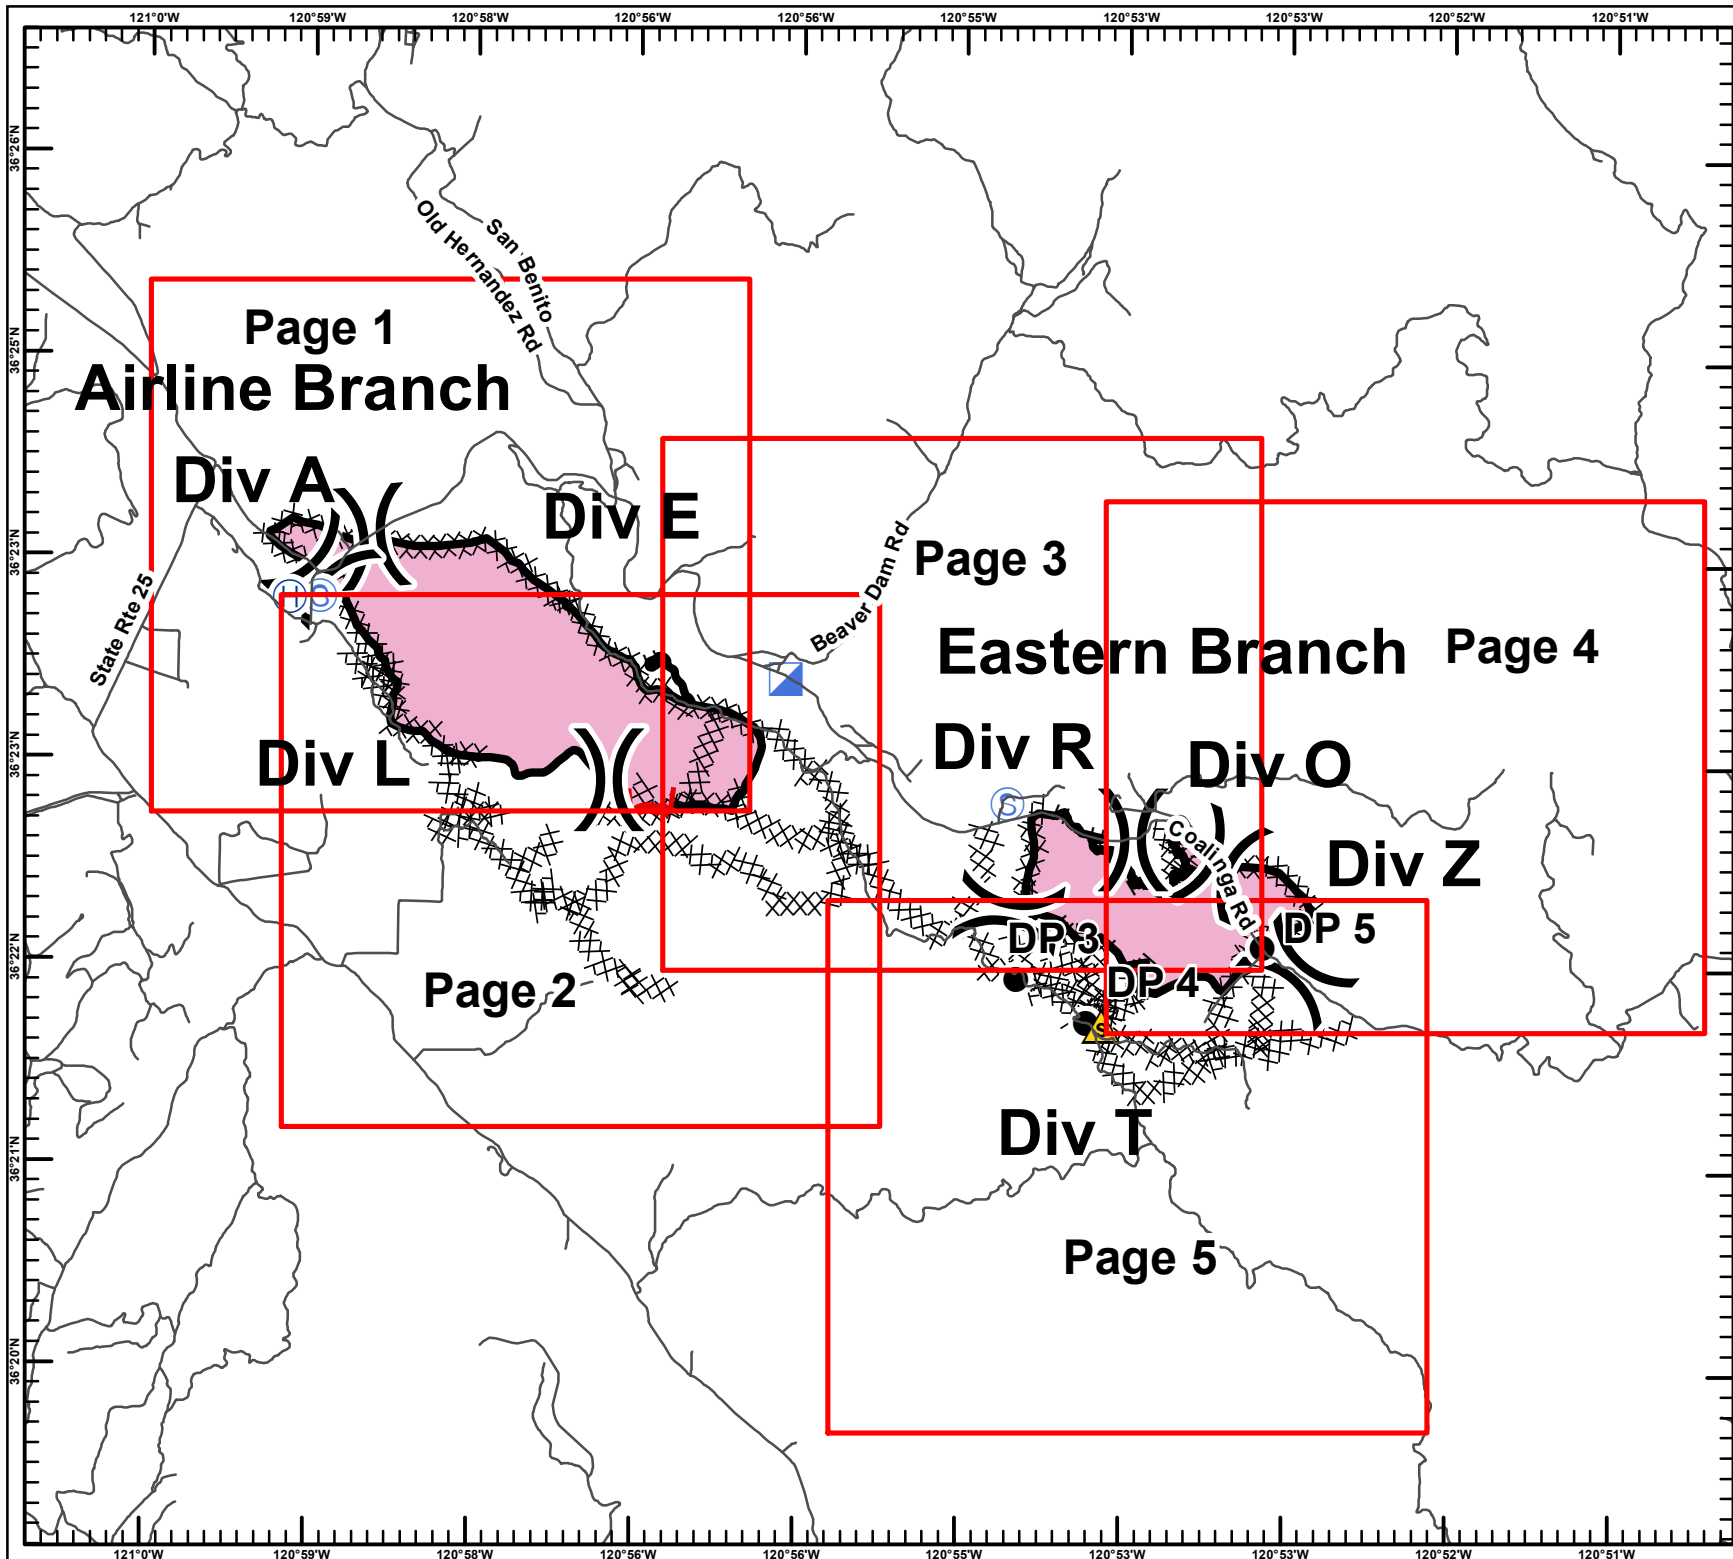 121°0'W 120°59'W 120°58'W 120°56'W 120°56'W 120°55'W 120°53'W 120°53'W 120°52'W 120°51'W
36°26'N
36°25'N
36°23'N
36°23'N
36°22'N
36°21'N
36°20'N
San Benito
Old Hernandez Rd
Page 1
Airline Branch
Div A
Div E
Page 3
Beaver Dam Rd
State Rte 25
H
S
Eastern Branch
Page 4
Div L
Div R
Div O
S
Coalinga Rd
Div Z
DP 3
DP 5
DP 4
Page 2
S
Div T
Page 5
121°0'W 120°59'W 120°58'W 120°56'W 120°56'W 120°55'W 120°53'W 120°53'W 120°52'W 120°51'W